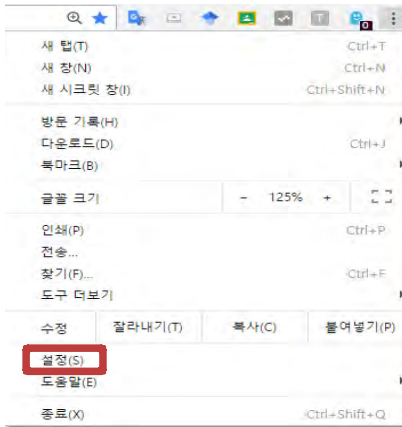 새 탭(T) Ctrl+T
새 창(N) Ctrl+N
새 시크릿 창(I) Ctrl+Shift+N
방문 기록(H)
다운로드(D) Ctrl+J
북마크(B)
글꼴 크기 - 125% +
인쇄(P) Ctrl+P
전송...
찾기(F)... Ctrl+F
도구 더보기
수정 잘라내기(T) 복사(C) 붙여넣기(P)
설정(S)
도움말(E)
종료(X) Ctrl+Shift+Q